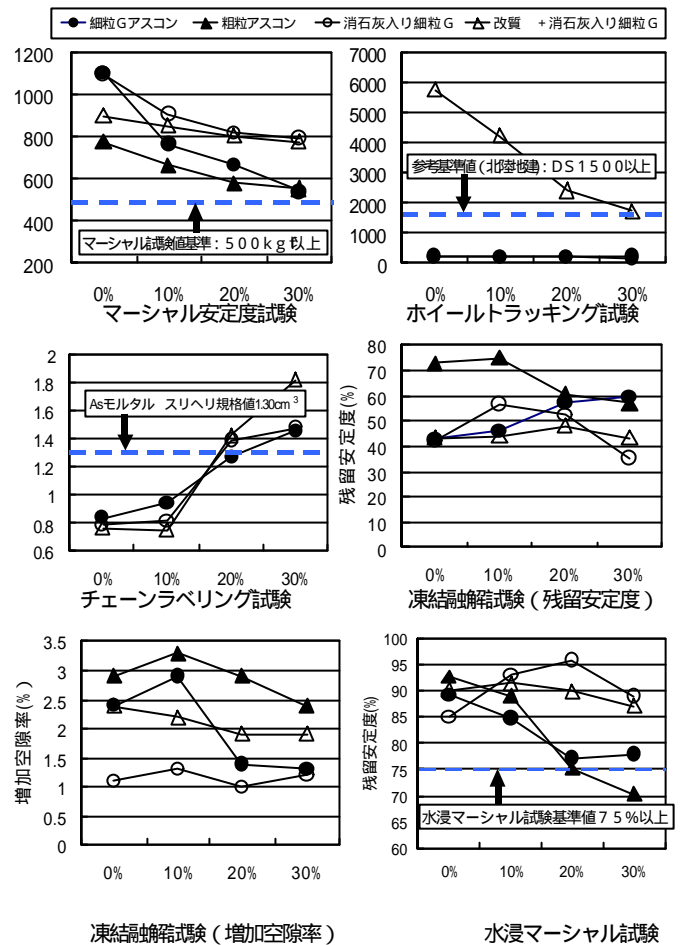 細粒Gアスコン 粗粒アスコン 消石灰入り細粒G 改質 +消石灰入り細粒G
1200
1000
800
600
400
200
マーシャル試験値基準:500kgf以上
0% 10% 20% 30%
マーシャル安定度試験
7000
6000
5000
4000
3000
2000
1000
0
参考基準値(北陸地建):DS1500以上
0% 10% 20% 30%
ホイールトラッキング試験
2
1.8
1.6
1.4
1.2
1
0.8
0.6
Asモルタル スリヘリ規格値1.30cm3
0% 10% 20% 30%
チェーンラベリング試験
80
70
60
50
40
30
20
10
0
残留安定度(%)
0% 10% 20% 30%
凍結融解試験(残留安定度)
3.5
3
2.5
2
1.5
1
0.5
0
増加空隙率(%)
0% 10% 20% 30%
凍結融解試験(増加空隙率)
100
95
90
85
80
75
70
65
60
残留安定度(%)
水浸マーシャル試験基準値75%以上
0% 10% 20% 30%
水浸マーシャル試験